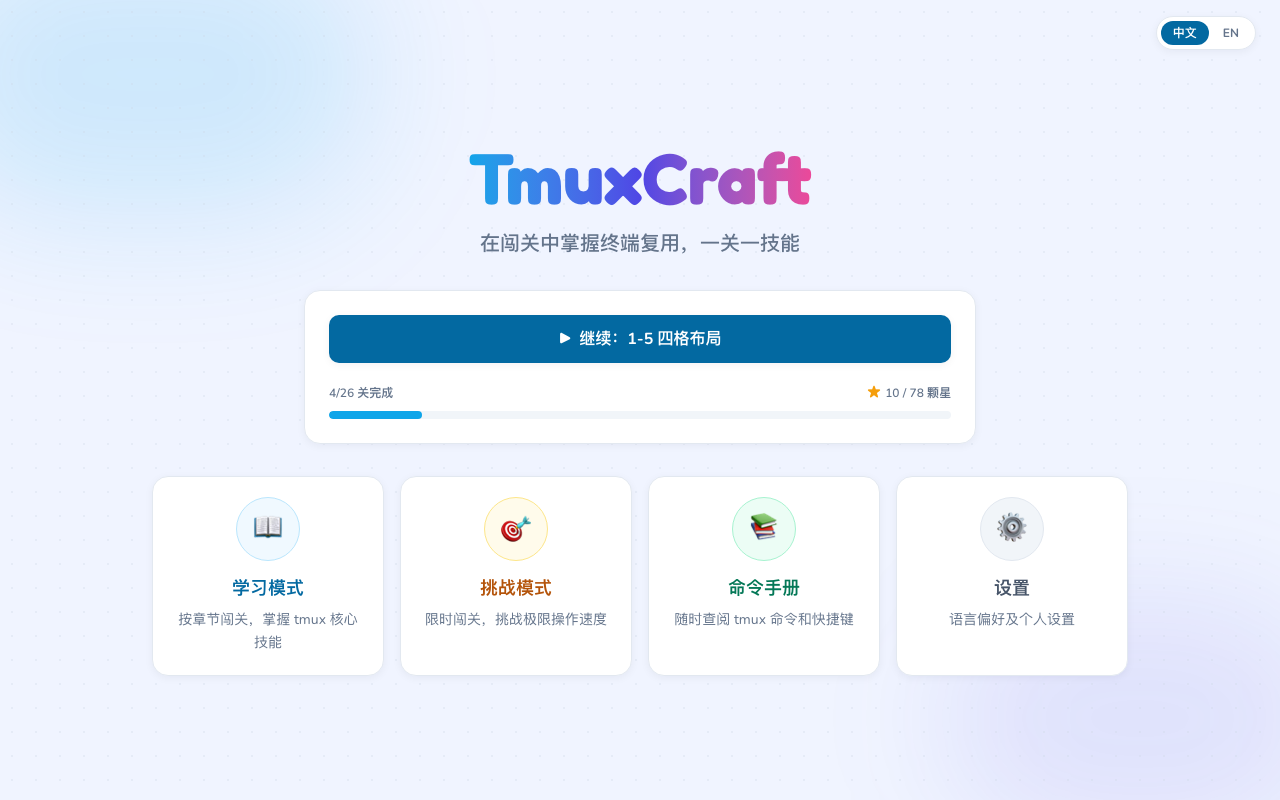 中文 EN
TmuxCraft
在闯关中掌握终端复用，一关一技能
继续：1-5 四格布局
4/26 关完成
10 / 78 颗星
学习模式
按章节闯关，掌握 tmux 核心
技能
挑战模式
限时闯关，挑战极限操作速度
命令手册
随时查阅 tmux 命令和快捷键
设置
语言偏好及个人设置